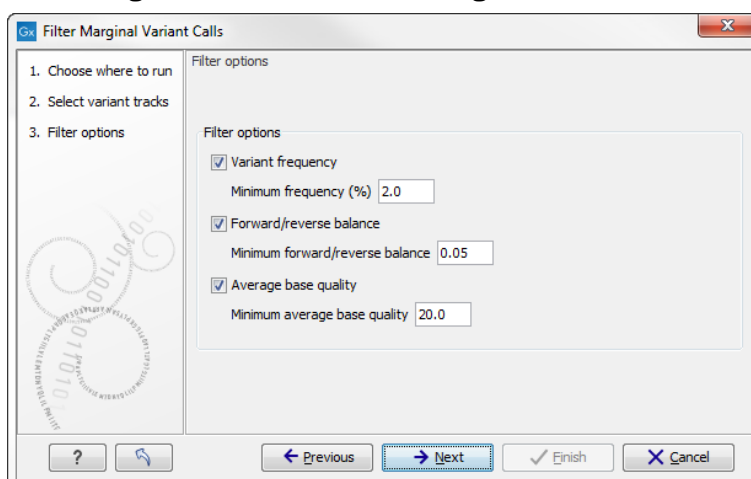 Gx Filter Marginal Variant Calls
1. Choose where to run
2. Select variant tracks
3. Filter options
Filter options
Filter options
Variant frequency
Minimum frequency (%) 2.0
Forward/reverse balance
Minimum forward/reverse balance 0.05
Average base quality
Minimum average base quality 20.0
? Previous Next Finish Cancel